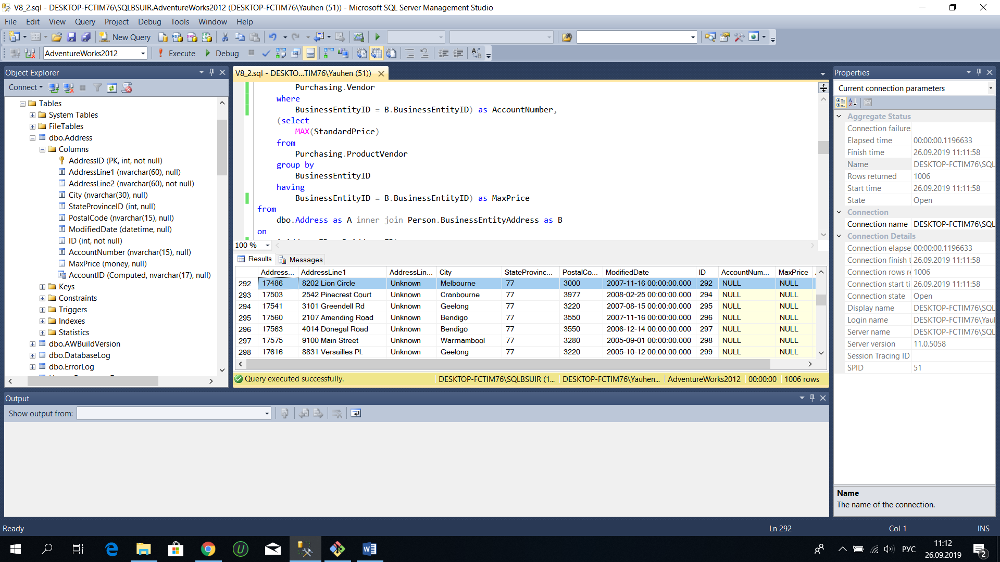 V8_2.sql - DESKTOP-FCTIM76\SQLBSUIR.AdventureWorks2012 (DESKTOP-FCTIM76\Yauhen (51)) - Microsoft SQL Server Management Studio
File Edit View Query Project Debug Tools Window Help
New Query
AdventureWorks2012 Execute Debug
Object Explorer
Connect
Tables
System Tables
FileTables
dbo.Address
Columns
AddressID (PK, int, not null)
AddressLine1 (nvarchar(60), null)
AddressLine2 (nvarchar(60), not null)
City (nvarchar(30), null)
StateProvinceID (int, null)
PostalCode (nvarchar(15), null)
ModifiedDate (datetime, null)
ID (int, not null)
AccountNumber (nvarchar(15), null)
MaxPrice (money, null)
AccountID (Computed, nvarchar(17), null)
Keys
Constraints
Triggers
Indexes
Statistics
dbo.AWBuildVersion
dbo.DatabaseLog
dbo.ErrorLog
V8_2.sql - DESKTO...TIM76\Yauhen (51))
Purchasing.Vendor
where
BusinessEntityID = B.BusinessEntityID) as AccountNumber,
(select
MAX(StandardPrice)
from
Purchasing.ProductVendor
group by
BusinessEntityID
having
BusinessEntityID = B.BusinessEntityID) as MaxPrice
from
dbo.Address as A inner join Person.BusinessEntityAddress as B
on
100 %
Results Messages
Address... AddressLine1 AddressLin... City StateProvinc... PostalCo... ModifiedDate ID AccountNum... MaxPrice
292 17486 8202 Lion Circle Unknown Melbourne 77 3000 2007-11-16 00:00:00.000 292 NULL NULL
293 17503 2542 Pinecrest Court Unknown Cranbourne 77 3977 2008-02-25 00:00:00.000 294 NULL NULL
294 17541 3101 Greendell Rd Unknown Geelong 77 3220 2007-08-15 00:00:00.000 295 NULL NULL
295 17560 2107 Amending Road Unknown Bendigo 77 3550 2007-11-16 00:00:00.000 296 NULL NULL
296 17563 4014 Donegal Road Unknown Bendigo 77 3550 2006-12-14 00:00:00.000 297 NULL NULL
297 17575 9100 Main Street Unknown Warrnambool 77 3280 2005-09-01 00:00:00.000 298 NULL NULL
298 17616 8831 Versailles Pl. Unknown Geelong 77 3220 2005-10-12 00:00:00.000 299 NULL NULL
Query executed successfully. DESKTOP-FCTIM76\SQLBSUIR (1... DESKTOP-FCTIM76\Yauhen... AdventureWorks2012 00:00:00 1006 rows
Properties
Current connection parameters
Aggregate Status
Connection failure
Elapsed time 00:00:00.1196633
Finish time 26.09.2019 11:11:58
Name DESKTOP-FCTIM76\SQL
Rows returned 1006
Start time 26.09.2019 11:11:58
State Open
Connection
Connection name DESKTOP-FCTIM76\SQL
Connection Details
Connection elapse 00:00:00.1196633
Connection finish t 26.09.2019 11:11:58
Connection rows re 1006
Connection start ti 26.09.2019 11:11:58
Connection state Open
Display name DESKTOP-FCTIM76\SQL
Login name DESKTOP-FCTIM76\Yau
Server name DESKTOP-FCTIM76\SQL
Server version 11.0.5058
Session Tracing ID
SPID 51
Name
The name of the connection.
Output
Show output from:
Ready Ln 292 Col 1 INS
РУС
11:12
26.09.2019
2